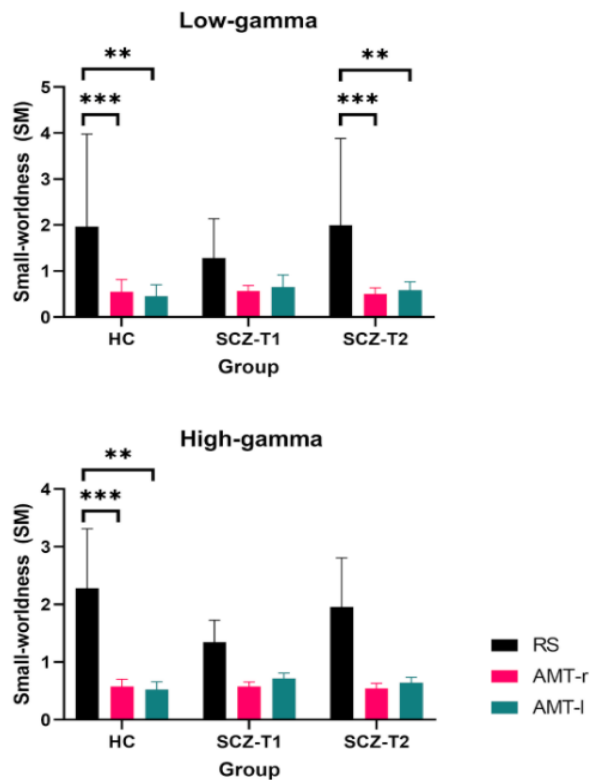 Low-gamma
**
**
***
***
5
4
3
2
1
0
Small-worldness (SM)
HC
SCZ-T1
SCZ-T2
Group
High-gamma
**
***
4
3
2
1
0
Small-worldness (SM)
HC
SCZ-T1
SCZ-T2
Group
RS
AMT-r
AMT-l